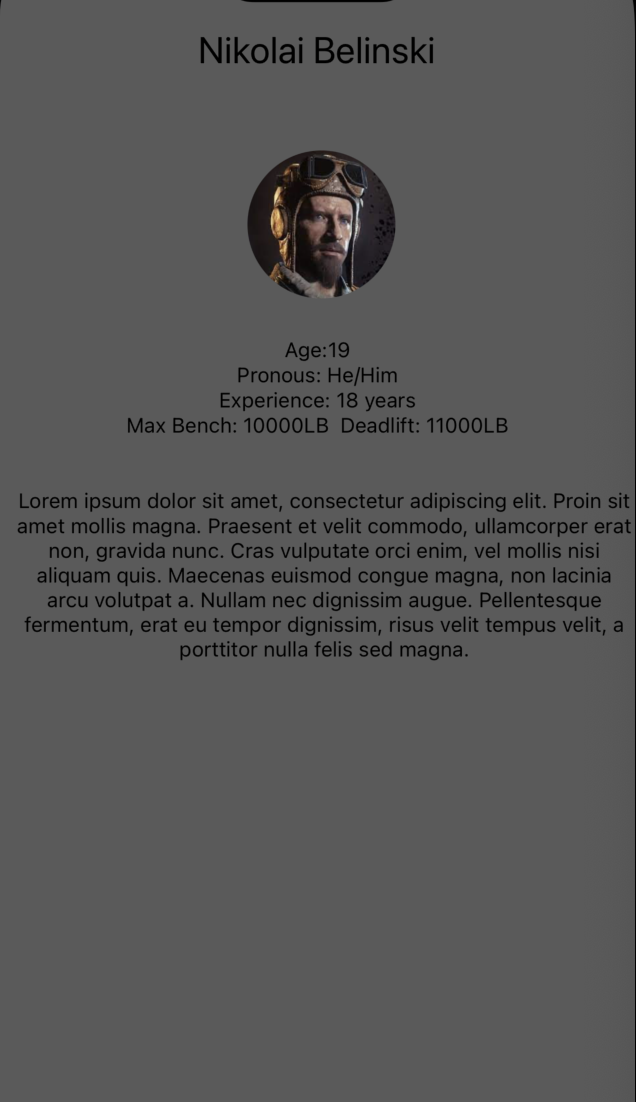 Nikolai Belinski
Age:19
Pronous: He/Him
Experience: 18 years
Max Bench: 10000LB  Deadlift: 11000LB
Lorem ipsum dolor sit amet, consectetur adipiscing elit. Proin sit
amet mollis magna. Praesent et velit commodo, ullamcorper erat
non, gravida nunc. Cras vulputate orci enim, vel mollis nisi
aliquam quis. Maecenas euismod congue magna, non lacinia
arcu volutpat a. Nullam nec dignissim augue. Pellentesque
fermentum, erat eu tempor dignissim, risus velit tempus velit, a
porttitor nulla felis sed magna.